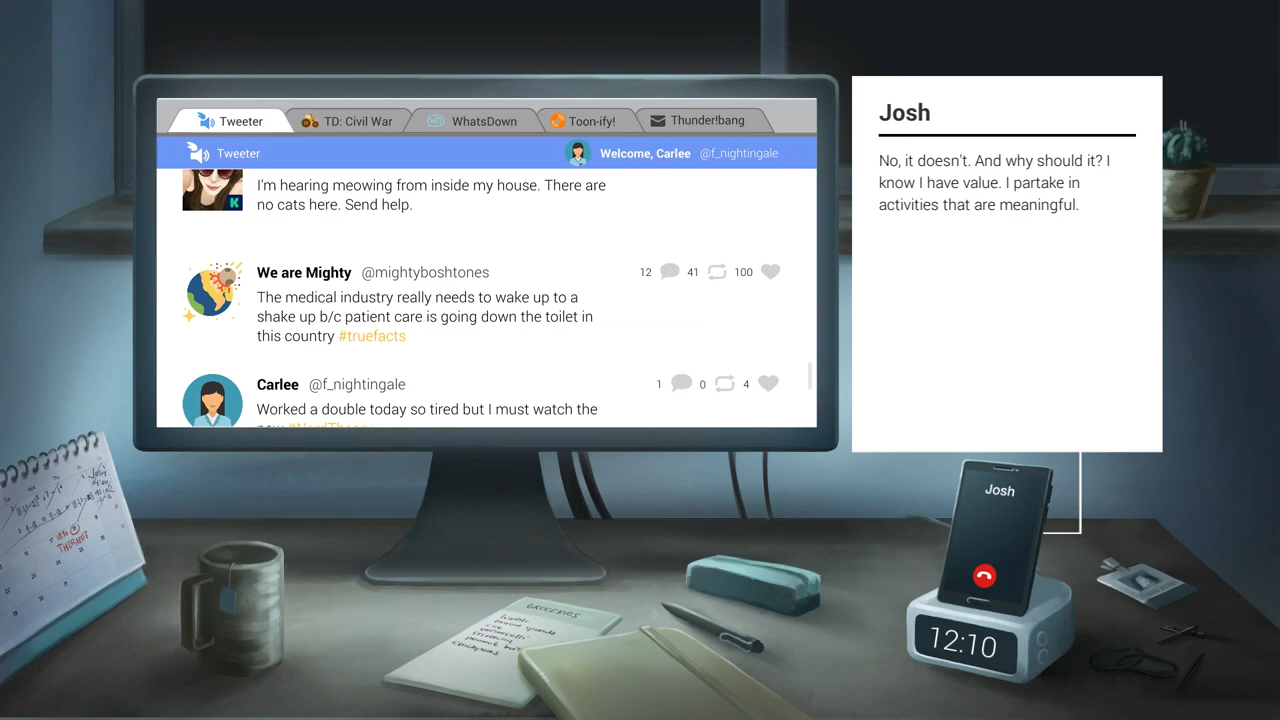 Tweeter
TD: Civil War
WhatsDown
Toon-ify!
Thunder!bang
Tweeter
Welcome, Carlee @f_nightingale
I'm hearing meowing from inside my house. There are
no cats here. Send help.
K
We are Mighty @mightyboshtones
12 41 100
The medical industry really needs to wake up to a
shake up b/c patient care is going down the toilet in
this country #truefacts
Carlee @f_nightingale
1 0 4
Worked a double today so tired but I must watch the
Josh
No, it doesn't. And why should it? I
know I have value. I partake in
activities that are meaningful.
Josh
12:10
THERAPIST
GROCERIES
chickpeas